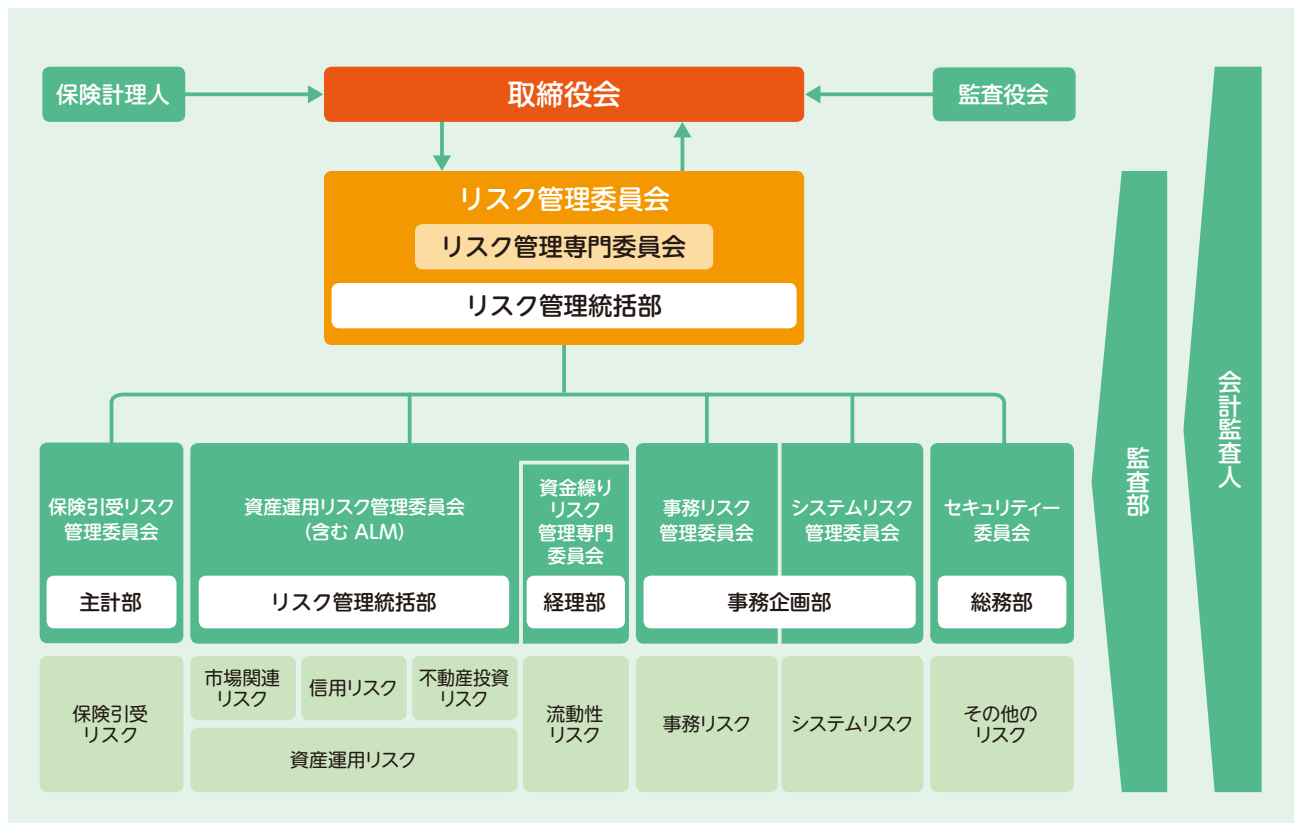 保険計理人
取締役会
監査役会
リスク管理委員会
リスク管理専門委員会
リスク管理統括部
保険引受リスク
管理委員会
主計部
資産運用リスク管理委員会
(含む ALM)
リスク管理統括部
資金繰り
リスク
管理専門
委員会
経理部
事務リスク
管理委員会
システムリスク
管理委員会
事務企画部
セキュリティー
委員会
総務部
保険引受
リスク
市場関連
リスク
信用リスク
不動産投資
リスク
資産運用リスク
流動性
リスク
事務リスク
システムリスク
その他の
リスク
監査部
会計監査人